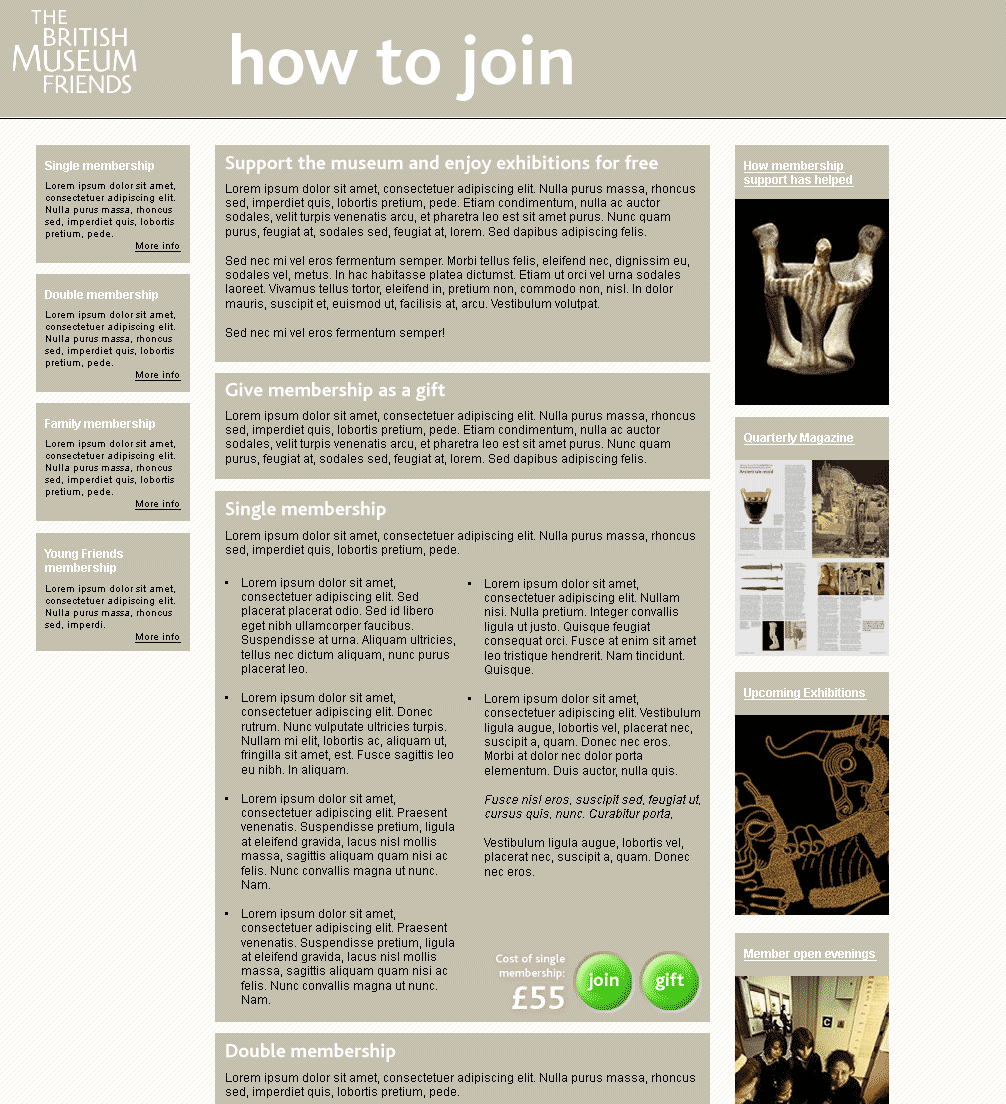 THE
BRITISH
MUSEUM
FRIENDS
how to join
Single membership
Lorem ipsum dolor sit amet,
consectetuer adipiscing elit.
Nulla purus massa, rhoncus
sed, imperdiet quis, lobortis
pretium, pede.
More info
Double membership
Lorem ipsum dolor sit amet,
consectetuer adipiscing elit.
Nulla purus massa, rhoncus
sed, imperdiet quis, lobortis
pretium, pede.
More info
Family membership
Lorem ipsum dolor sit amet,
consectetuer adipiscing elit.
Nulla purus massa, rhoncus
sed, imperdiet quis, lobortis
pretium, pede.
More info
Young Friends
membership
Lorem ipsum dolor sit amet,
consectetuer adipiscing elit.
Nulla purus massa, rhoncus
sed, imperdi.
More info
Support the museum and enjoy exhibitions for free
Lorem ipsum dolor sit amet, consectetuer adipiscing elit. Nulla purus massa, rhoncus
sed, imperdiet quis, lobortis pretium, pede. Etiam condimentum, nulla ac auctor
sodales, velit turpis venenatis arcu, et pharetra leo est sit amet purus. Nunc quam
purus, feugiat at, sodales sed, feugiat at, lorem. Sed dapibus adipiscing felis.
Sed nec mi vel eros fermentum semper. Morbi tellus felis, eleifend nec, dignissim eu,
sodales vel, metus. In hac habitasse platea dictumst. Etiam ut orci vel urna sodales
laoreet. Vivamus tellus tortor, eleifend in, pretium non, commodo non, nisl. In dolor
mauris, suscipit et, euismod ut, facilisis at, arcu. Vestibulum volutpat.
Sed nec mi vel eros fermentum semper!
Give membership as a gift
Lorem ipsum dolor sit amet, consectetuer adipiscing elit. Nulla purus massa, rhoncus
sed, imperdiet quis, lobortis pretium, pede. Etiam condimentum, nulla ac auctor
sodales, velit turpis venenatis arcu, et pharetra leo est sit amet purus. Nunc quam
purus, feugiat at, sodales sed, feugiat at, lorem. Sed dapibus adipiscing felis.
Single membership
Lorem ipsum dolor sit amet, consectetuer adipiscing elit. Nulla purus massa, rhoncus
sed, imperdiet quis, lobortis pretium, pede.
• Lorem ipsum dolor sit amet,
consectetuer adipiscing elit. Sed
placerat placerat odio. Sed id libero
eget nibh ullamcorper faucibus.
Suspendisse at urna. Aliquam ultricies,
tellus nec dictum aliquam, nunc purus
placerat leo.
• Lorem ipsum dolor sit amet,
consectetuer adipiscing elit. Donec
rutrum. Nunc vulputate ultricies turpis.
Nullam mi elit, lobortis ac, aliquam ut,
fringilla sit amet, est. Fusce sagittis leo
eu nibh. In aliquam.
• Lorem ipsum dolor sit amet,
consectetuer adipiscing elit. Praesent
venenatis. Suspendisse pretium, ligula
at eleifend gravida, lacus nisl mollis
massa, sagittis aliquam quam nisi ac
felis. Nunc convallis magna ut nunc.
Nam.
• Lorem ipsum dolor sit amet,
consectetuer adipiscing elit. Praesent
venenatis. Suspendisse pretium, ligula
at eleifend gravida, lacus nisl mollis
massa, sagittis aliquam quam nisi ac
felis. Nunc convallis magna ut nunc.
Nam.
• Lorem ipsum dolor sit amet,
consectetuer adipiscing elit. Nullam
nisi. Nulla pretium. Integer convallis
ligula ut justo. Quisque feugiat
consequat orci. Fusce at enim sit amet
leo tristique hendrerit. Nam tincidunt.
Quisque.
• Lorem ipsum dolor sit amet,
consectetuer adipiscing elit. Vestibulum
ligula augue, lobortis vel, placerat nec,
suscipit a, quam. Donec nec eros.
Morbi at dolor nec dolor porta
elementum. Duis auctor, nulla quis.
Fusce nisl eros, suscipit sed, feugiat ut,
cursus quis, nunc. Curabitur porta,
Vestibulum ligula augue, lobortis vel,
placerat nec, suscipit a, quam. Donec
nec eros.
Cost of single
membership:
£55
join
gift
Double membership
Lorem ipsum dolor sit amet, consectetuer adipiscing elit. Nulla purus massa, rhoncus
sed, imperdiet quis, lobortis pretium, pede.
How membership
support has helped
Quarterly Magazine
Upcoming Exhibitions
Member open evenings
C